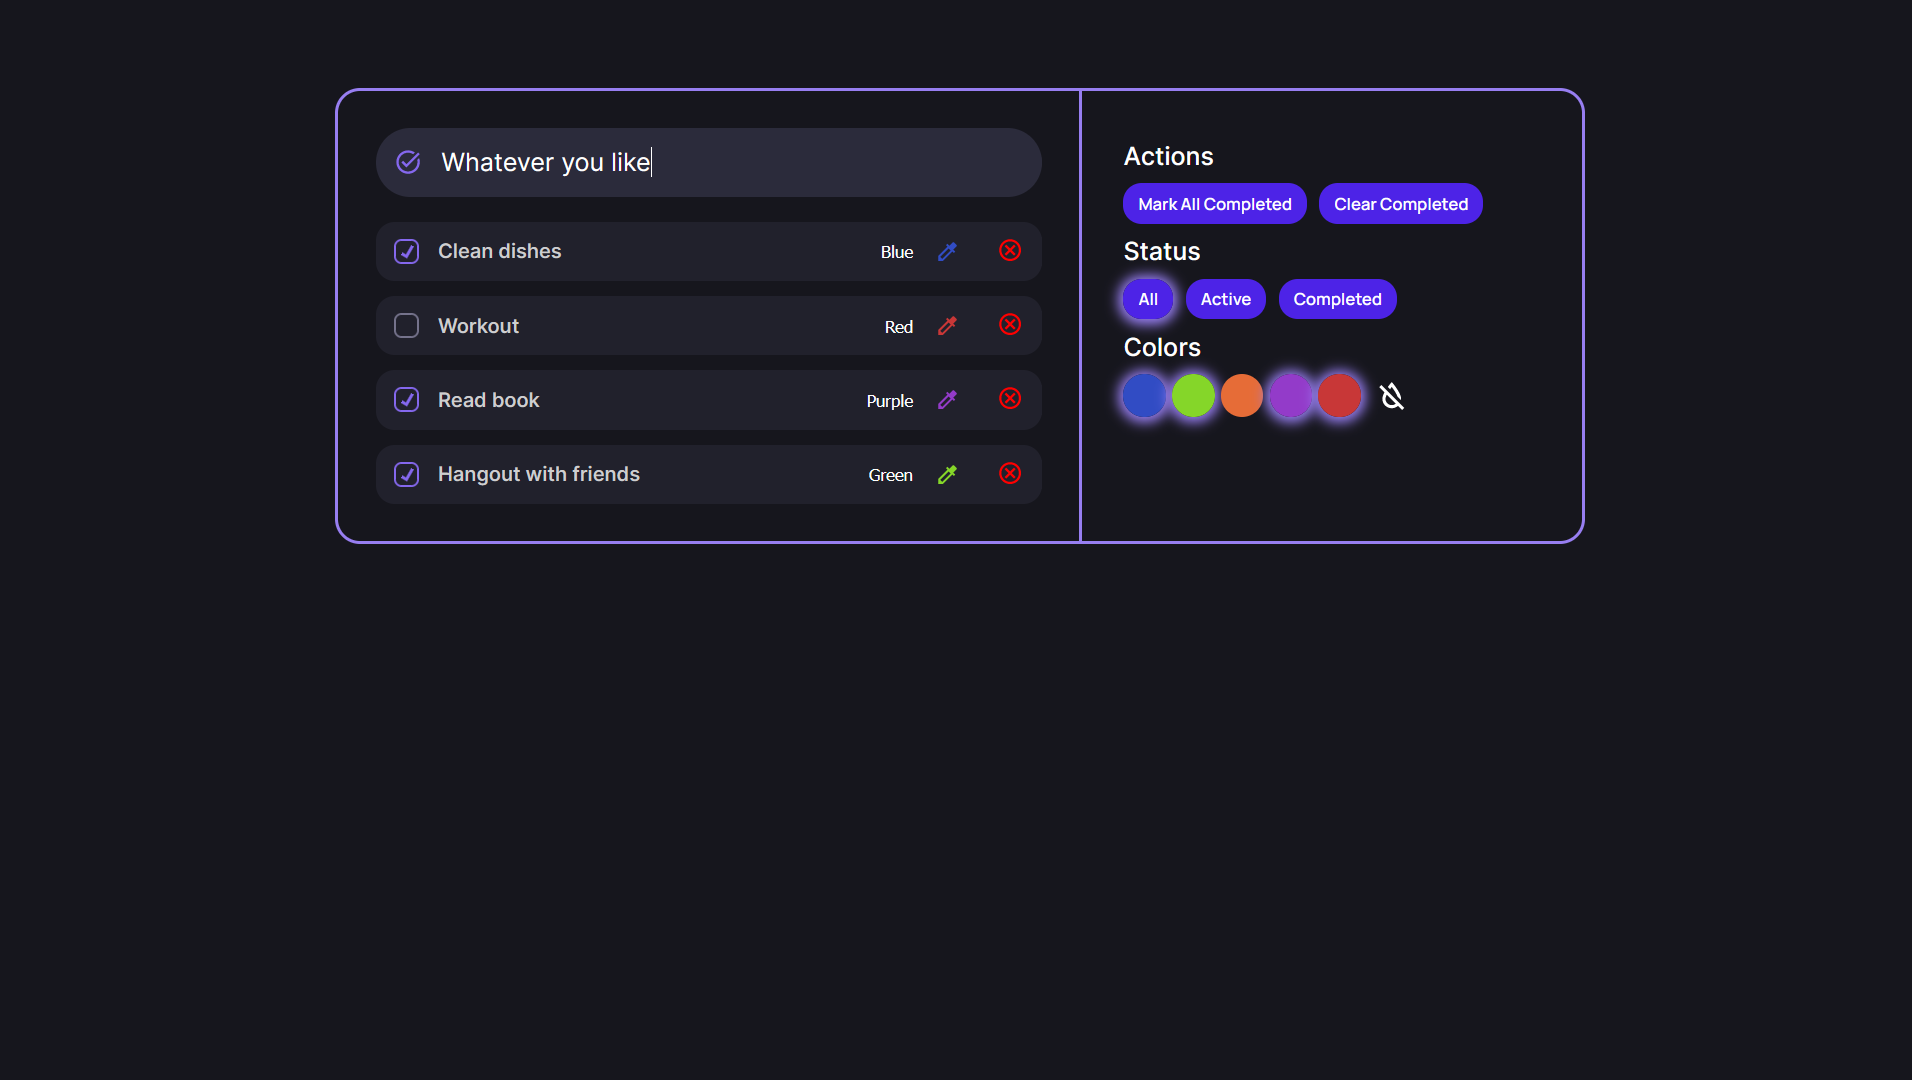 Whatever you like
Clean dishes Blue
Workout Red
Read book Purple
Hangout with friends Green
Actions
Mark All Completed Clear Completed
Status
All Active Completed
Colors